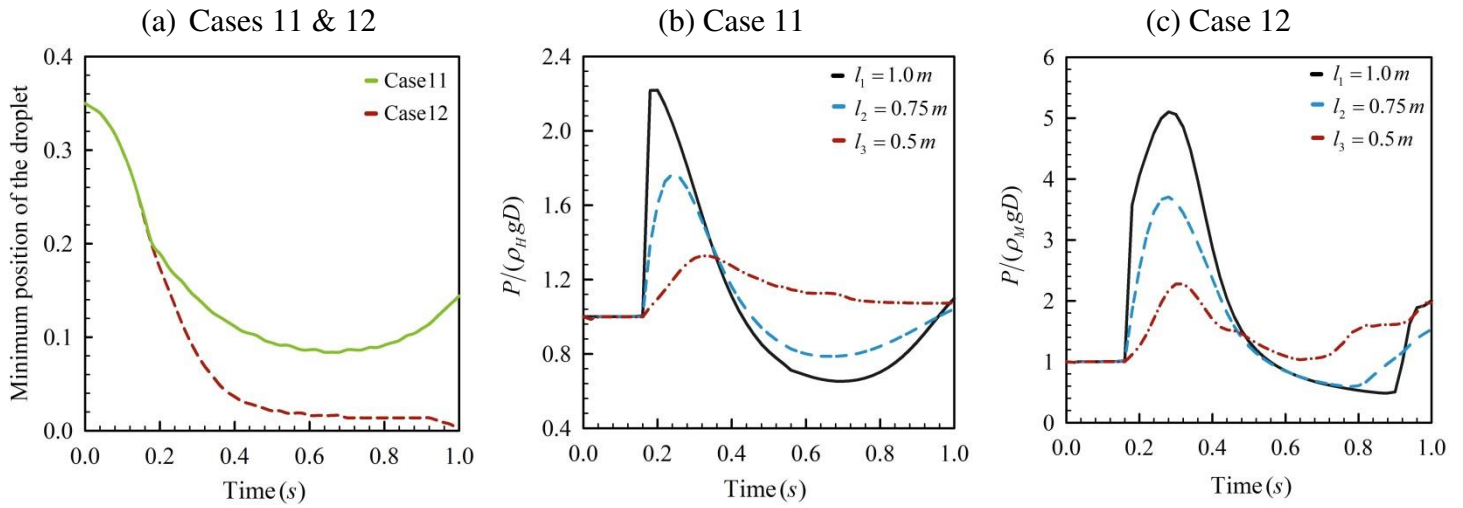 (a) Cases 11 & 12
0.4
0.3
0.2
0.1
0.0
0.0 0.2 0.4 0.6 0.8 1.0
Minimum position of the droplet
Time (s)
Case11
Case12
(b) Case 11
2.4
2.0
1.6
1.2
0.8
0.4
0.0 0.2 0.4 0.6 0.8 1.0
P/(ρ_H gD)
Time (s)
l₁ = 1.0 m
l₂ = 0.75 m
l₃ = 0.5 m
(c) Case 12
6
5
4
3
2
1
0
0.0 0.2 0.4 0.6 0.8 1.0
P/(ρ_M gD)
Time (s)
l₁ = 1.0 m
l₂ = 0.75 m
l₃ = 0.5 m